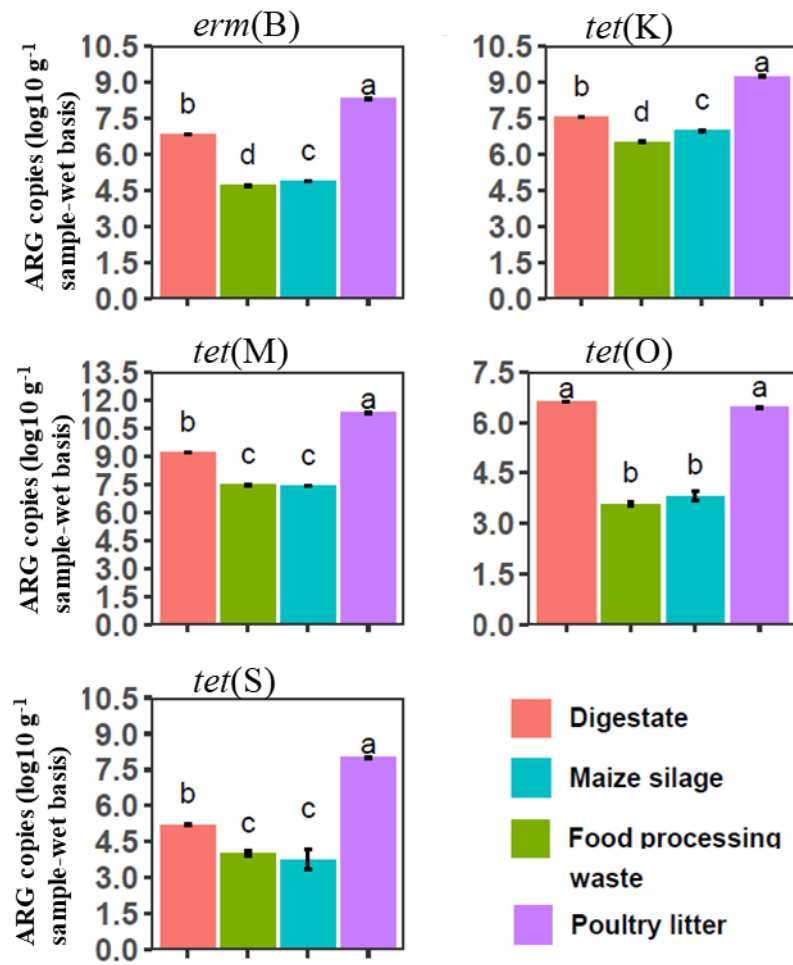 erm(B)
ARG copies (log10 g-1
sample-wet basis)
10.5
9.0
7.5
6.0
4.5
3.0
1.5
0.0
b
d
c
a
tet(K)
10.5
9.0
7.5
6.0
4.5
3.0
1.5
0.0
b
d
c
a
tet(M)
ARG copies (log10 g-1
sample-wet basis)
13.5
12.0
10.5
9.0
7.5
6.0
4.5
3.0
1.5
0.0
b
c
c
a
tet(O)
7.5
6.0
4.5
3.0
1.5
0.0
a
b
b
a
tet(S)
ARG copies (log10 g-1
sample-wet basis)
10.5
9.0
7.5
6.0
4.5
3.0
1.5
0.0
b
c
c
a
Digestate
Maize silage
Food processing
waste
Poultry litter